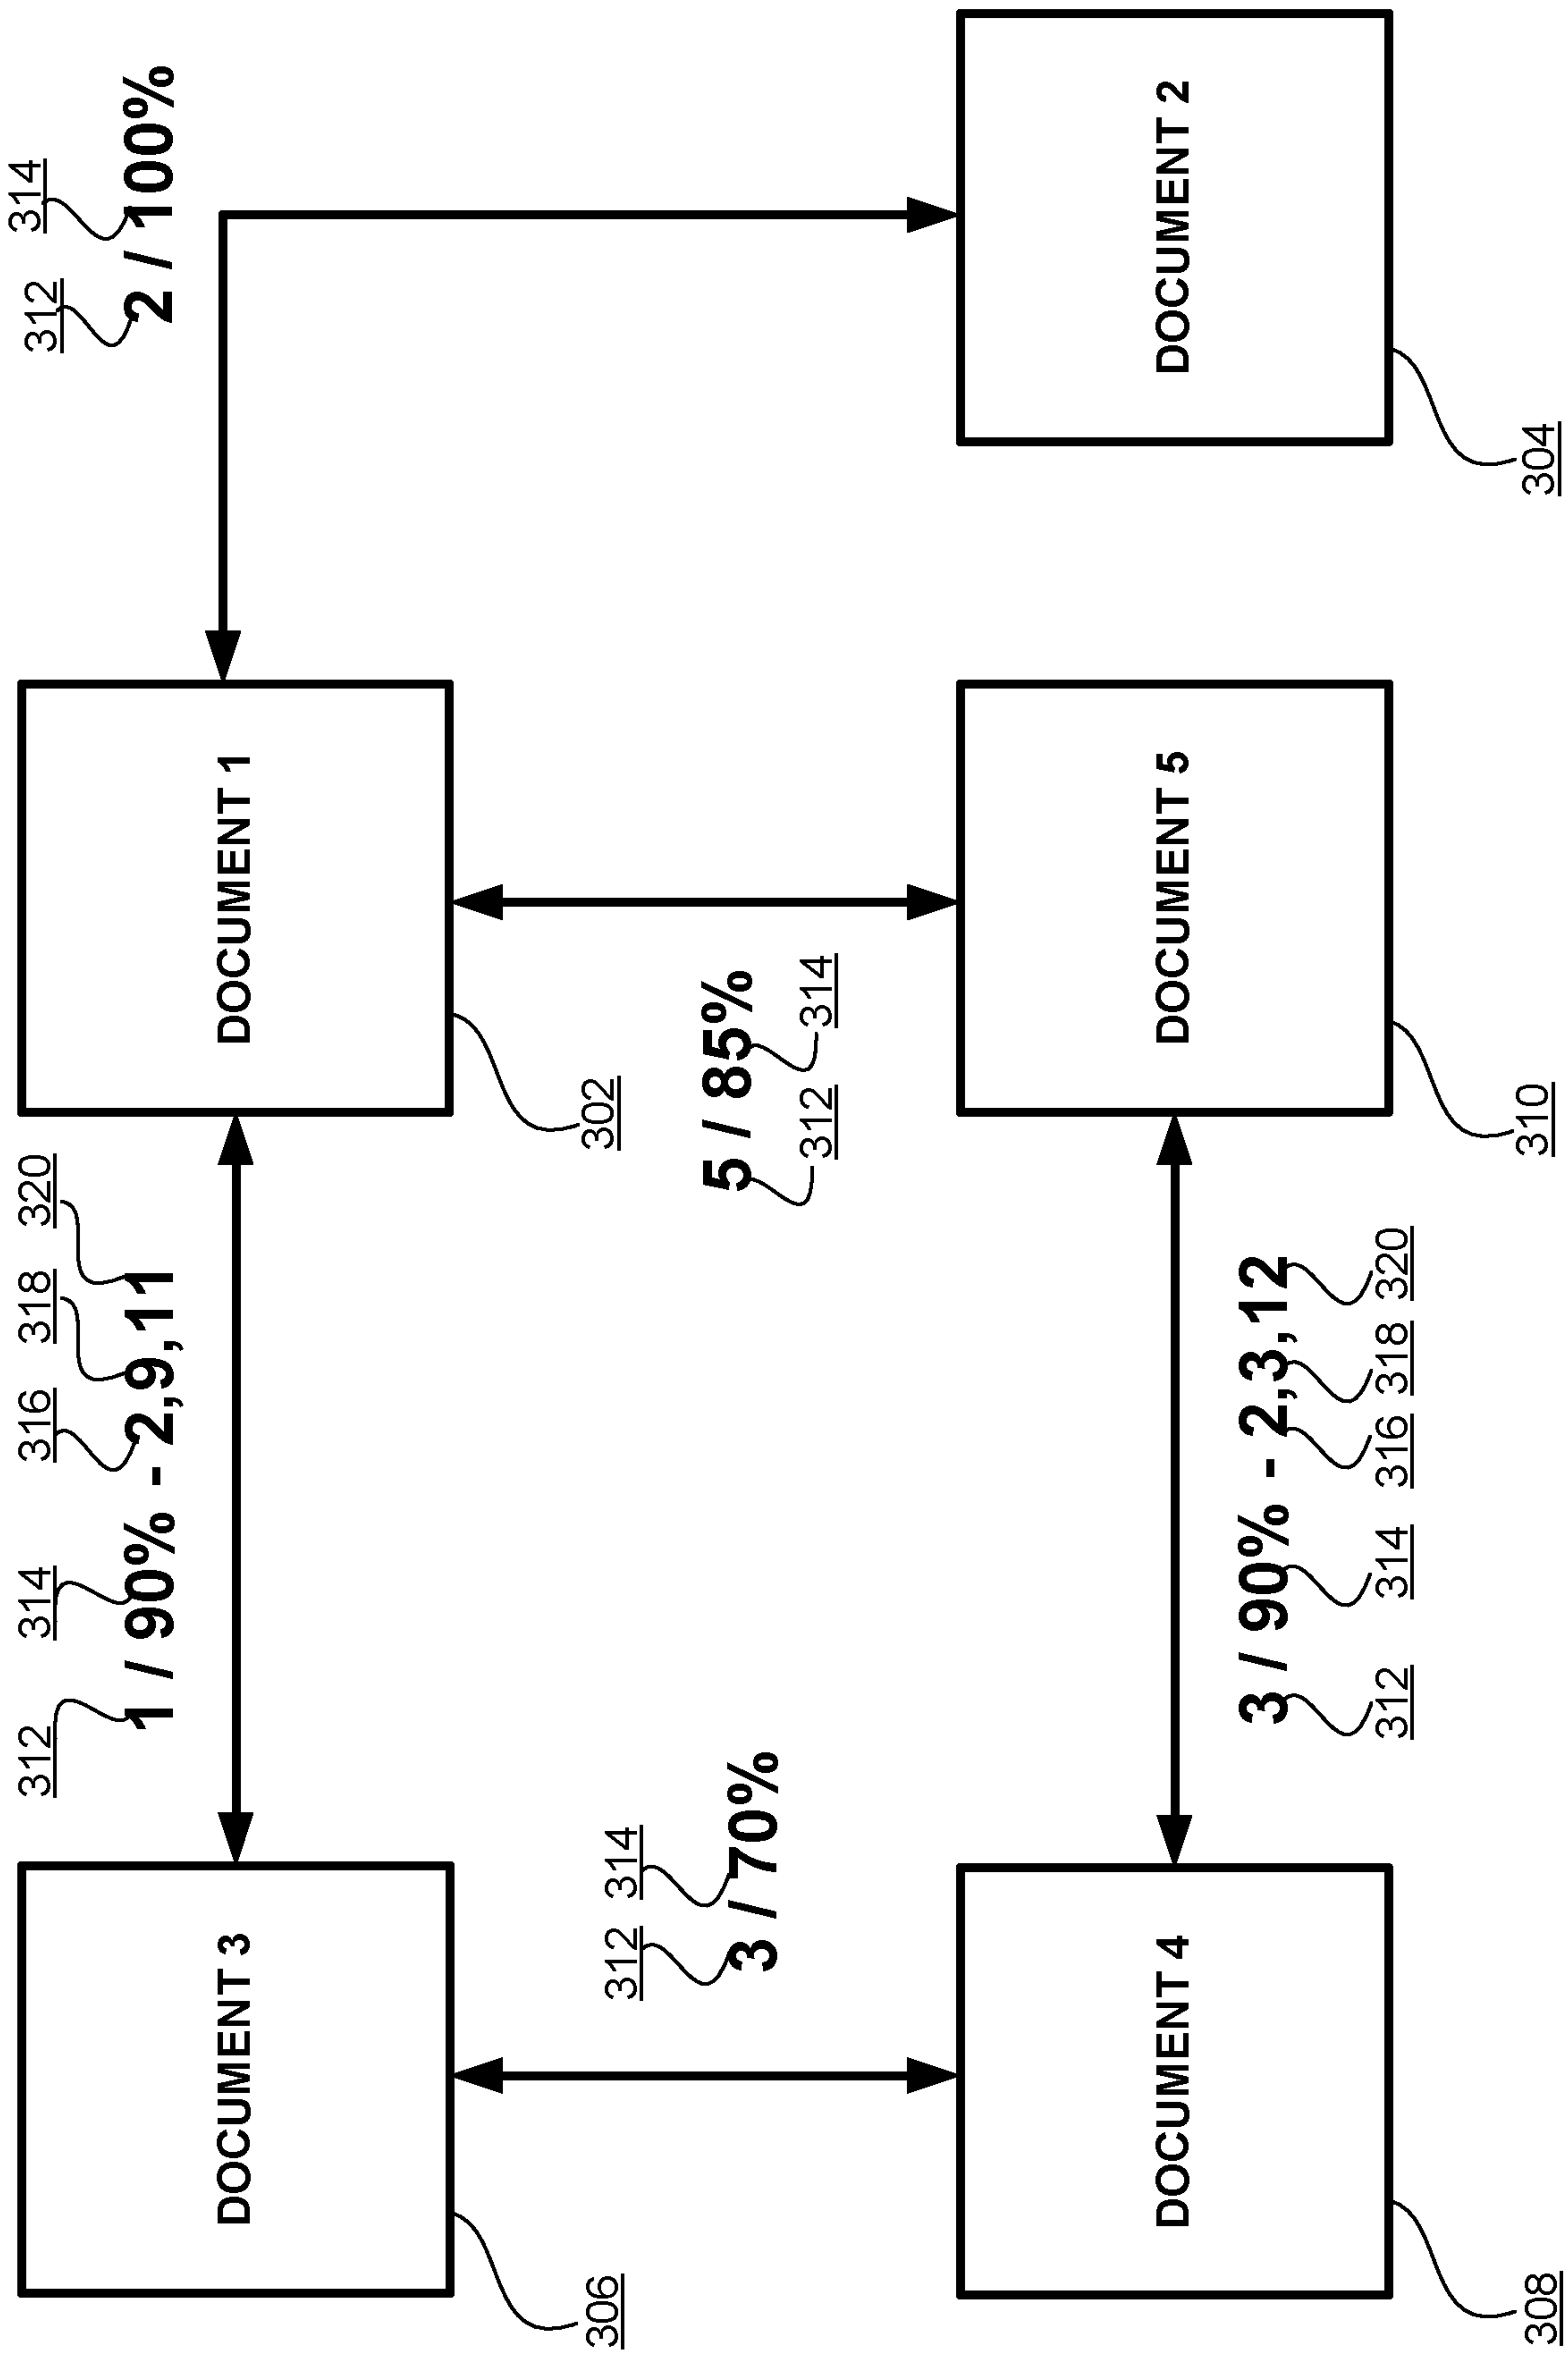 312
314
316
318
320
1 / 90% - 2,9,11
312
314
2 / 100%
DOCUMENT 3
DOCUMENT 1
306
312
314
3 / 70%
302
5 / 85%
312
314
DOCUMENT 4
DOCUMENT 5
DOCUMENT 2
3 / 90% - 2,3,12
312
314
316
318
320
308
310
304